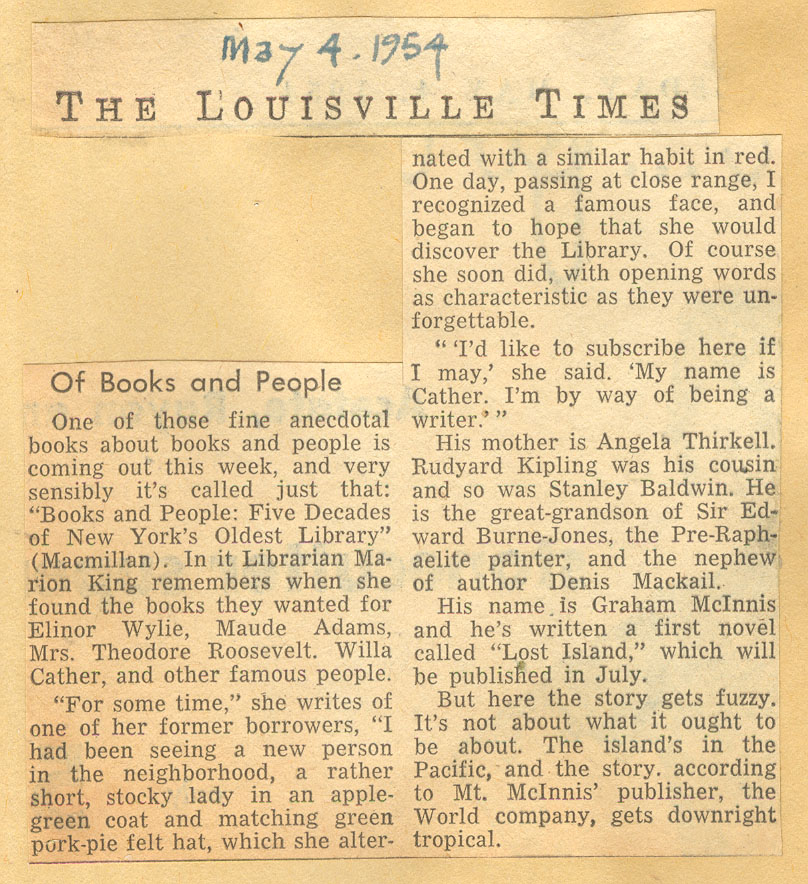 May 4. 1954
THE LOUISVILLE TIMES
Of Books and People
One of those fine anecdotal
books about books and people is
coming out this week, and very
sensibly it's called just that:
"Books and People: Five Decades
of New York's Oldest Library"
(Macmillan). In it Librarian Ma-
rion King remembers when she
found the books they wanted for
Elinor Wylie, Maude Adams,
Mrs. Theodore Roosevelt. Willa
Cather, and other famous people.
"For some time," she writes of
one of her former borrowers, "I
had been seeing a new person
in the neighborhood, a rather
short, stocky lady in an apple-
green coat and matching green
pork-pie felt hat, which she alter-
nated with a similar habit in red.
One day, passing at close range, I
recognized a famous face, and
began to hope that she would
discover the Library. Of course
she soon did, with opening words
as characteristic as they were un-
forgettable.
" 'I'd like to subscribe here if
I may,' she said. 'My name is
Cather. I'm by way of being a
writer.' "
His mother is Angela Thirkell.
Rudyard Kipling was his cousin
and so was Stanley Baldwin. He
is the great-grandson of Sir Ed-
ward Burne-Jones, the Pre-Raph-
aelite painter, and the nephew
of author Denis Mackail.
His name is Graham McInnis
and he's written a first novel
called "Lost Island," which will
be published in July.
But here the story gets fuzzy.
It's not about what it ought to
be about. The island's in the
Pacific, and the story. according
to Mt. McInnis' publisher, the
World company, gets downright
tropical.